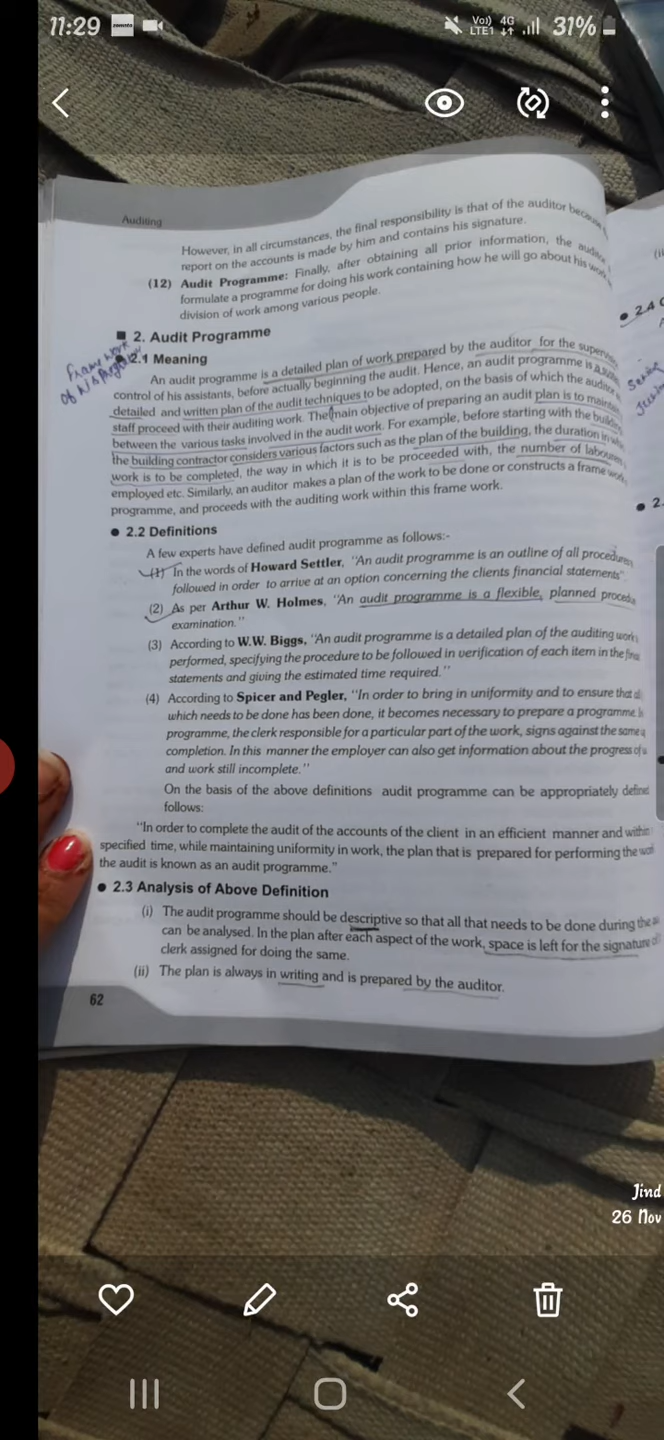 11:29
Vo)) 4G
LTE1
31%
Auditing
However, in all circumstances, the final responsibility is that of the auditor
report on the accounts is made by him and contains his signature.
(12) Audit Programme: Finally, after obtaining all prior information, the
formulate a programme for doing his work containing how he will go about his
division of work among various people.
2. Audit Programme
Frame work
of
2.1 Meaning
An audit programme is a detailed plan of work prepared by the auditor for the
control of his assistants, before actually beginning the audit. Hence, an audit programme is a
detailed and written plan of the audit techniques to be adopted, on the basis of which the
staff proceed with their auditing work. The main objective of preparing an audit plan is to
between the various tasks involved in the audit work. For example, before starting with the
the building contractor considers various factors such as the plan of the building, the duration in
work is to be completed, the way in which it is to be proceeded with, the number of
employed etc. Similarly, an auditor makes a plan of the work to be done or constructs a frame
programme, and proceeds with the auditing work within this frame work.
2.2 Definitions
A few experts have defined audit programme as follows:-
(1) In the words of Howard Settler, "An audit programme is an outline of all
followed in order to arrive at an option concerning the clients financial statements"
(2) As per Arthur W. Holmes, "An audit programme is a flexible, planned
examination."
(3) According to W.W. Biggs, "An audit programme is a detailed plan of the auditing
performed, specifying the procedure to be followed in verification of each item in the
statements and giving the estimated time required."
(4) According to Spicer and Pegler, "In order to bring in uniformity and to ensure that
which needs to be done has been done, it becomes necessary to prepare a programme.
programme, the clerk responsible for a particular part of the work, signs against the same
completion. In this manner the employer can also get information about the progress of
and work still incomplete."
On the basis of the above definitions audit programme can be appropriately
follows:
"In order to complete the audit of the accounts of the client in an efficient manner and
specified time, while maintaining uniformity in work, the plan that is prepared for performing the
the audit is known as an audit programme."
2.3 Analysis of Above Definition
(i) The audit programme should be descriptive so that all that needs to be done during the
can be analysed. In the plan after each aspect of the work, space is left for the signature
clerk assigned for doing the same.
(ii) The plan is always in writing and is prepared by the auditor.
62
2.4
2.
Jind
26 Nov